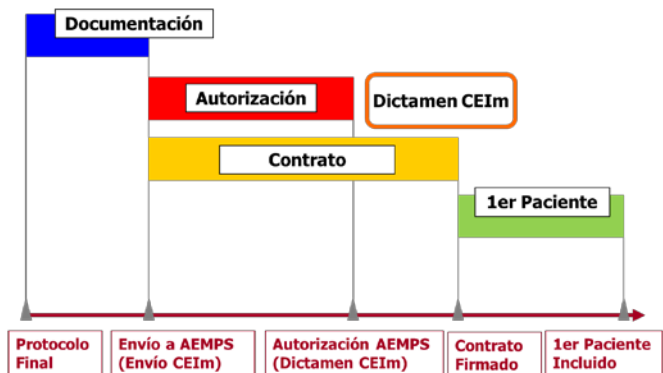 Documentación
Autorización
Dictamen CEIm
Contrato
1er Paciente
Protocolo
Final
Envío a AEMPS
(Envío CEIm)
Autorización AEMPS
(Dictamen CEIm)
Contrato
Firmado
1er Paciente
Incluido